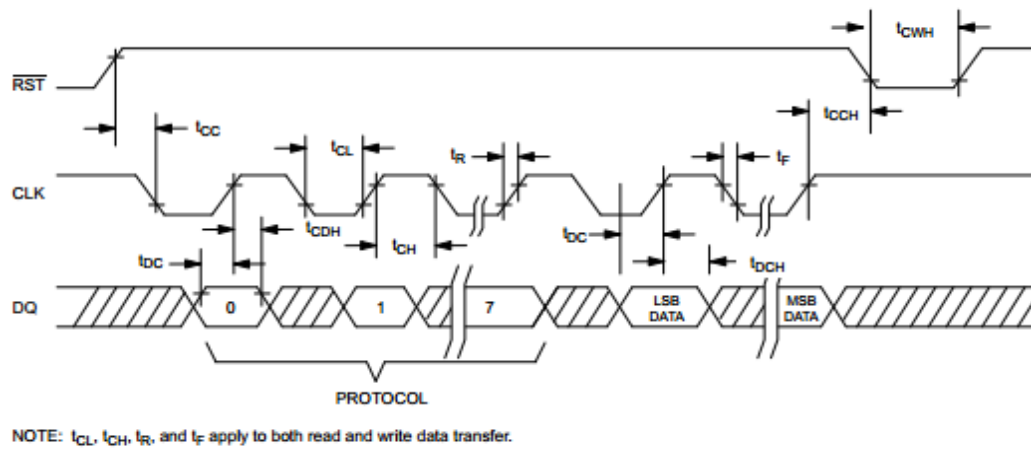 tCWH
RST
tCCH
tCC
tCL
tR
tF
CLK
tCDH
tCH
tDC
tDC
tDCH
DQ
0
1
7
LSB
DATA
MSB
DATA
PROTOCOL
NOTE: tCL, tCH, tR, and tF apply to both read and write data transfer.